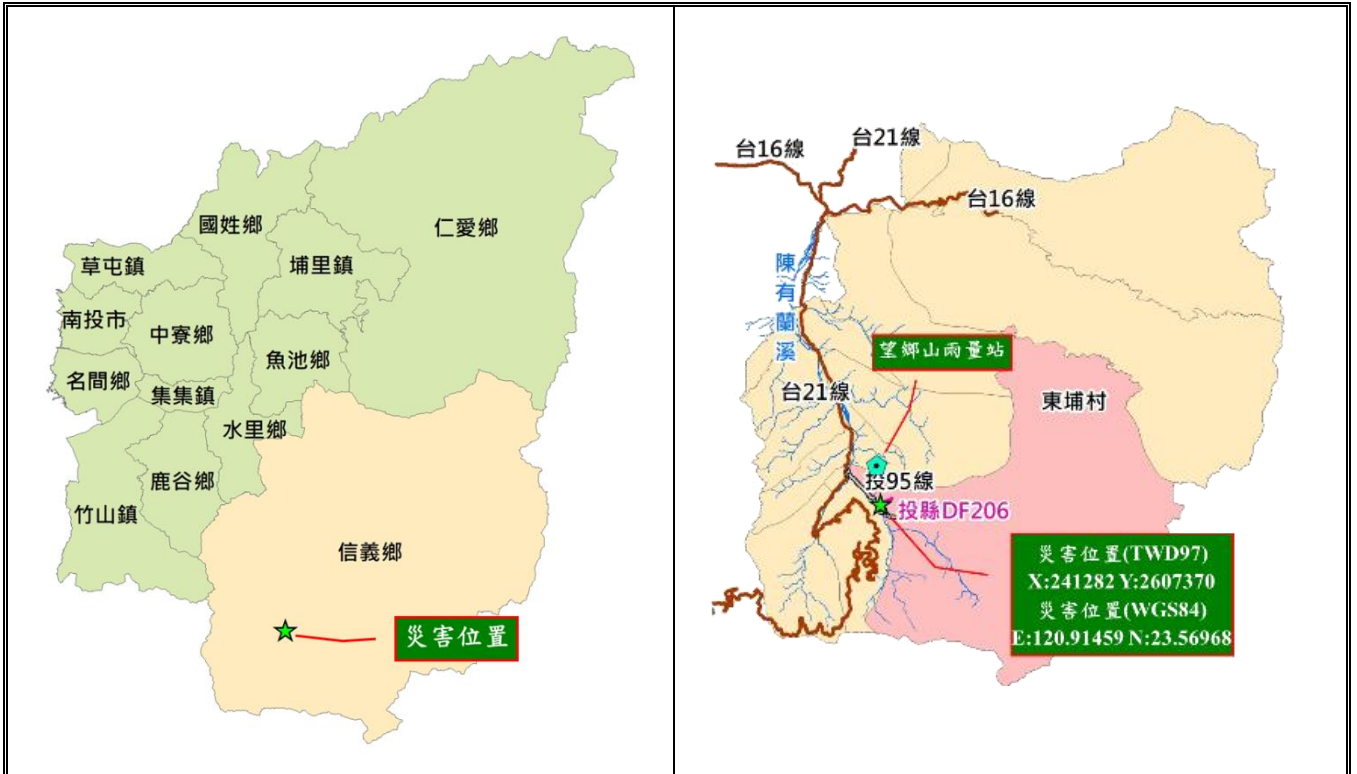 仁愛鄉
國姓鄉
草屯鎮
埔里鎮
南投市
中寮鄉
魚池鄉
名間鄉
集集鎮
水里鄉
鹿谷鄉
竹山鎮
信義鄉
災害位置
台16線
台21線
台16線
陳有蘭溪
望鄉山雨量站
台21線
東埔村
投95線
投縣DF206
災害位置(TWD97)
X:241282 Y:2607370
災害位置(WGS84)
E:120.91459 N:23.56968